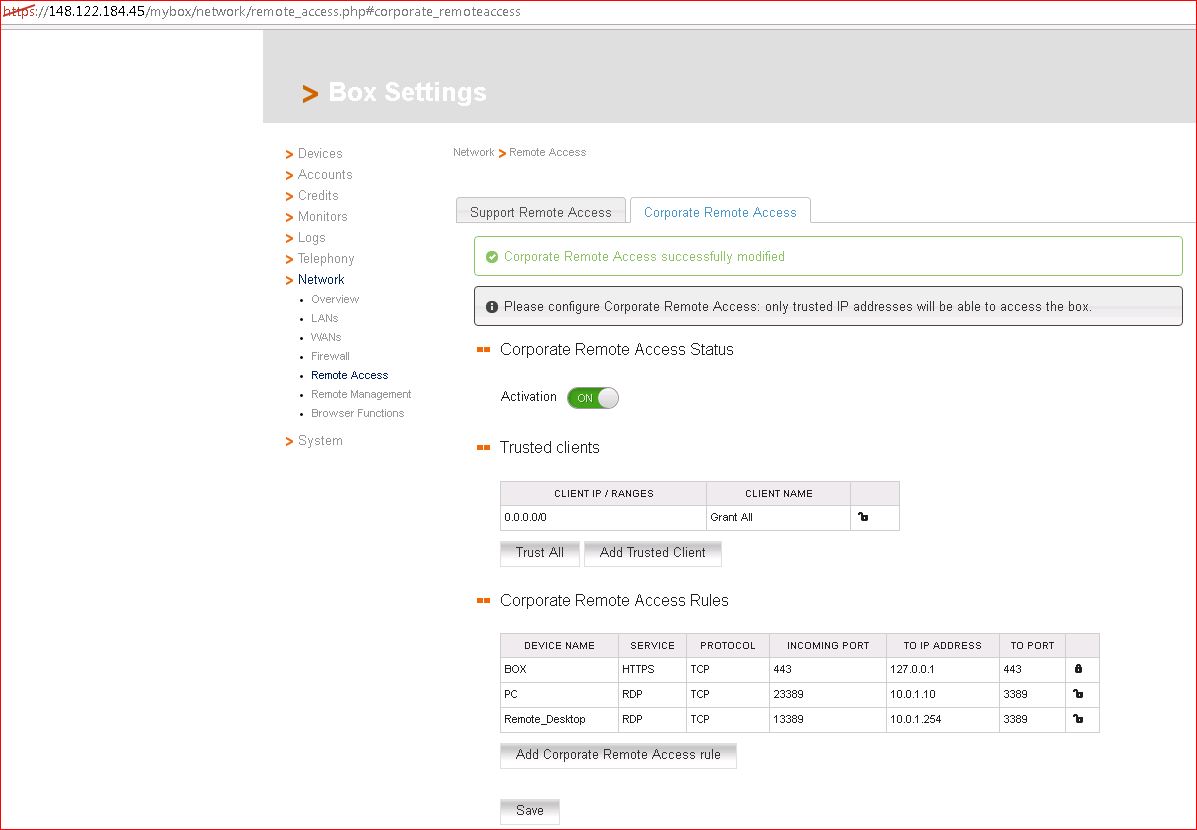 https://148.122.184.45/mybox/network/remote_access.php#corporate_remoteaccess
> Box Settings
> Devices
> Accounts
> Credits
> Monitors
> Logs
> Telephony
> Network
• Overview
• LANs
• WANs
• Firewall
• Remote Access
• Remote Management
• Browser Functions
> System
Network > Remote Access
Support Remote Access Corporate Remote Access
Corporate Remote Access successfully modified
Please configure Corporate Remote Access: only trusted IP addresses will be able to access the box.
Corporate Remote Access Status
Activation ON
Trusted clients
CLIENT IP / RANGES CLIENT NAME
0.0.0.0/0 Grant All
Trust All Add Trusted Client
Corporate Remote Access Rules
DEVICE NAME SERVICE PROTOCOL INCOMING PORT TO IP ADDRESS TO PORT
BOX HTTPS TCP 443 127.0.0.1 443
PC RDP TCP 23389 10.0.1.10 3389
Remote_Desktop RDP TCP 13389 10.0.1.254 3389
Add Corporate Remote Access rule
Save